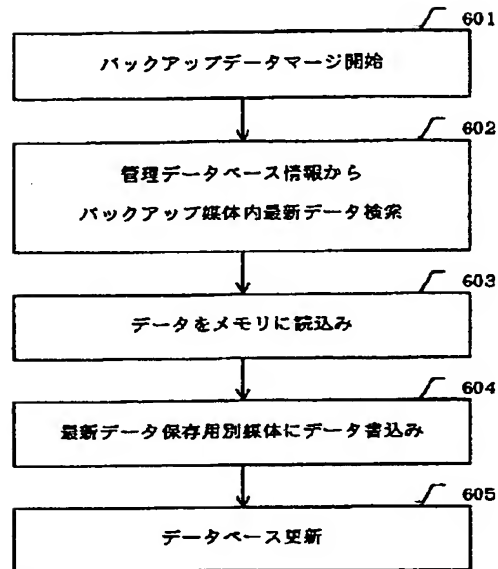 601
バックアップデータマージ開始
602
管理データベース情報から
バックアップ媒体内最新データ検索
603
データをメモリに読込み
604
最新データ保存用別媒体にデータ書込み
605
データベース更新